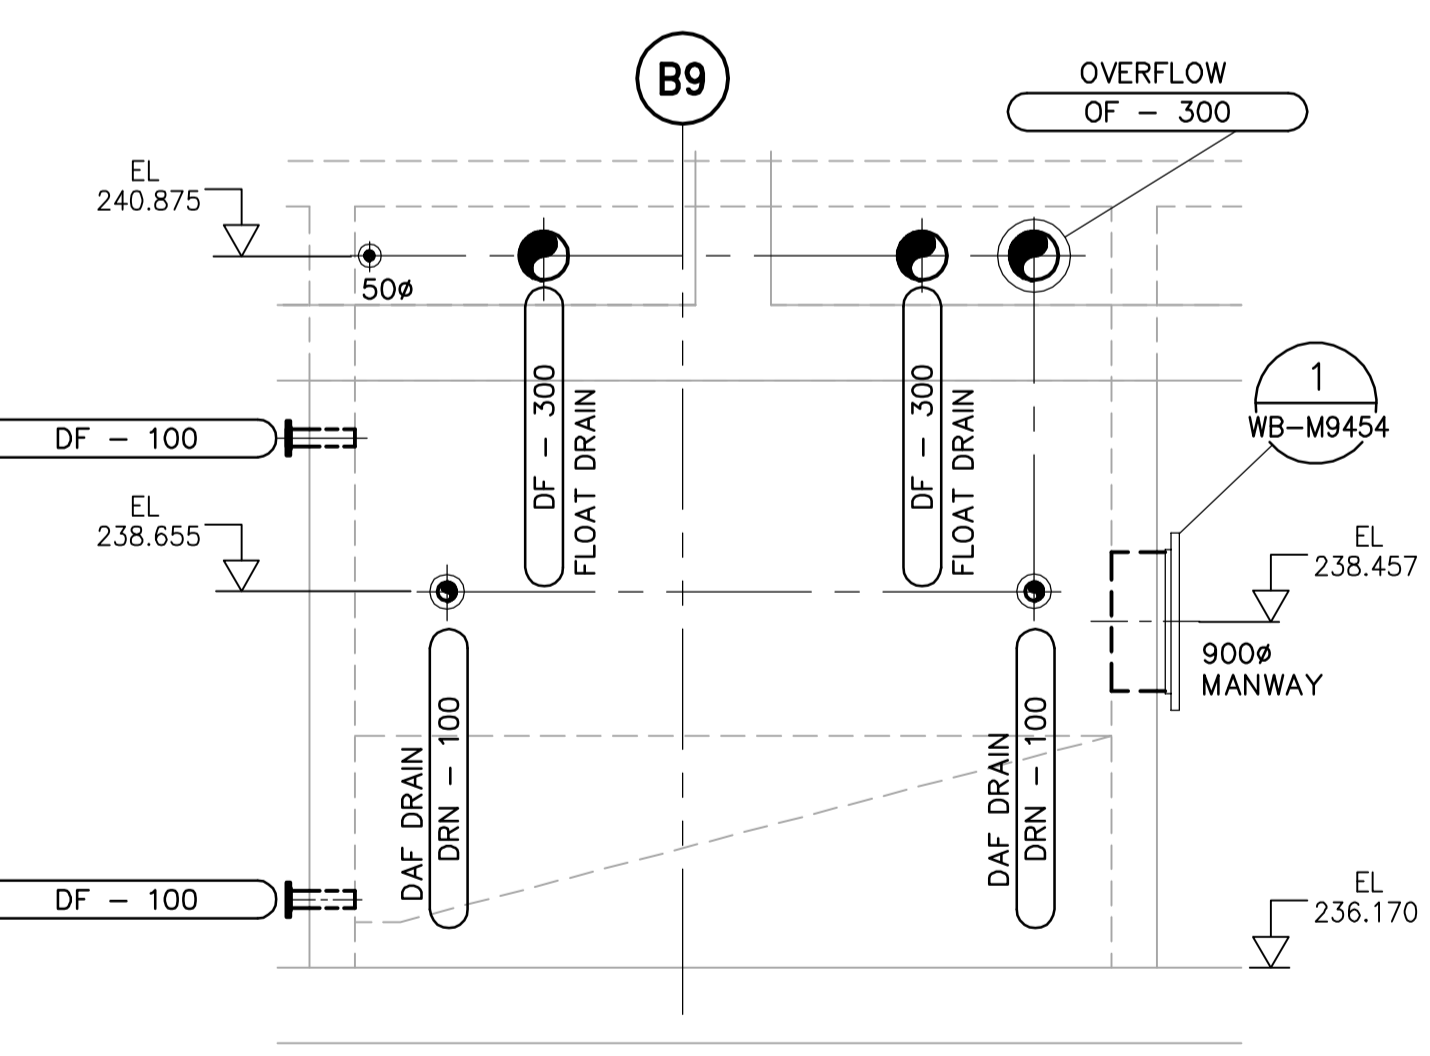 B9
OVERFLOW
OF - 300
EL
240.875
50ø
DF - 300
FLOAT DRAIN
DF - 300
FLOAT DRAIN
1
WB-M9454
DF - 100
EL
238.655
EL
238.457
900ø
MANWAY
DAF DRAIN
DRN - 100
DAF DRAIN
DRN - 100
DF - 100
EL
236.170